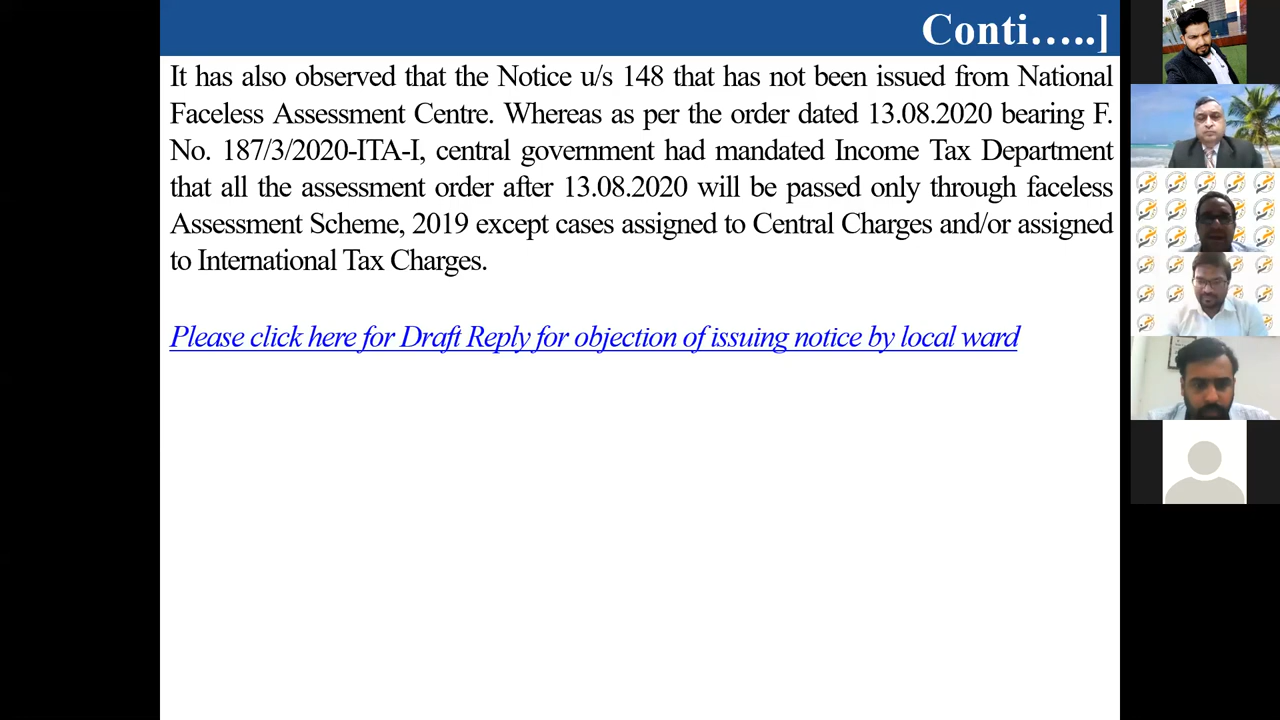 Conti…..]
It has also observed that the Notice u/s 148 that has not been issued from National
Faceless Assessment Centre. Whereas as per the order dated 13.08.2020 bearing F.
No. 187/3/2020-ITA-I, central government had mandated Income Tax Department
that all the assessment order after 13.08.2020 will be passed only through faceless
Assessment Scheme, 2019 except cases assigned to Central Charges and/or assigned
to International Tax Charges.
Please click here for Draft Reply for objection of issuing notice by local ward